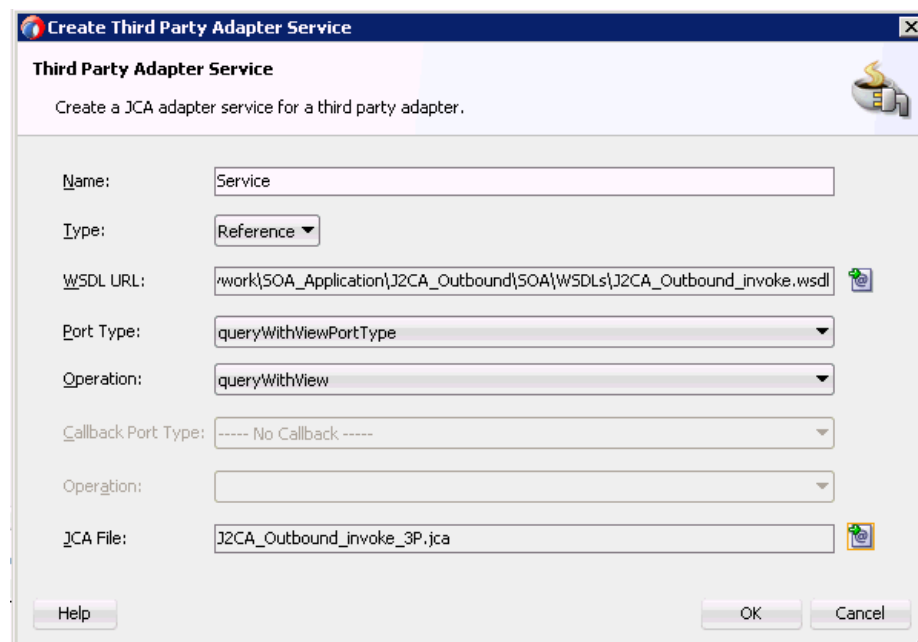 Create Third Party Adapter Service
Third Party Adapter Service
Create a JCA adapter service for a third party adapter.
Name: Service
Type: Reference
WSDL URL: work\SOA_Application\J2CA_Outbound\SOA\WSDLs\J2CA_Outbound_invoke.wsdl
Port Type: queryWithViewPortType
Operation: queryWithView
Callback Port Type: ----- No Callback -----
Operation:
JCA File: J2CA_Outbound_invoke_3P.jca
Help OK Cancel